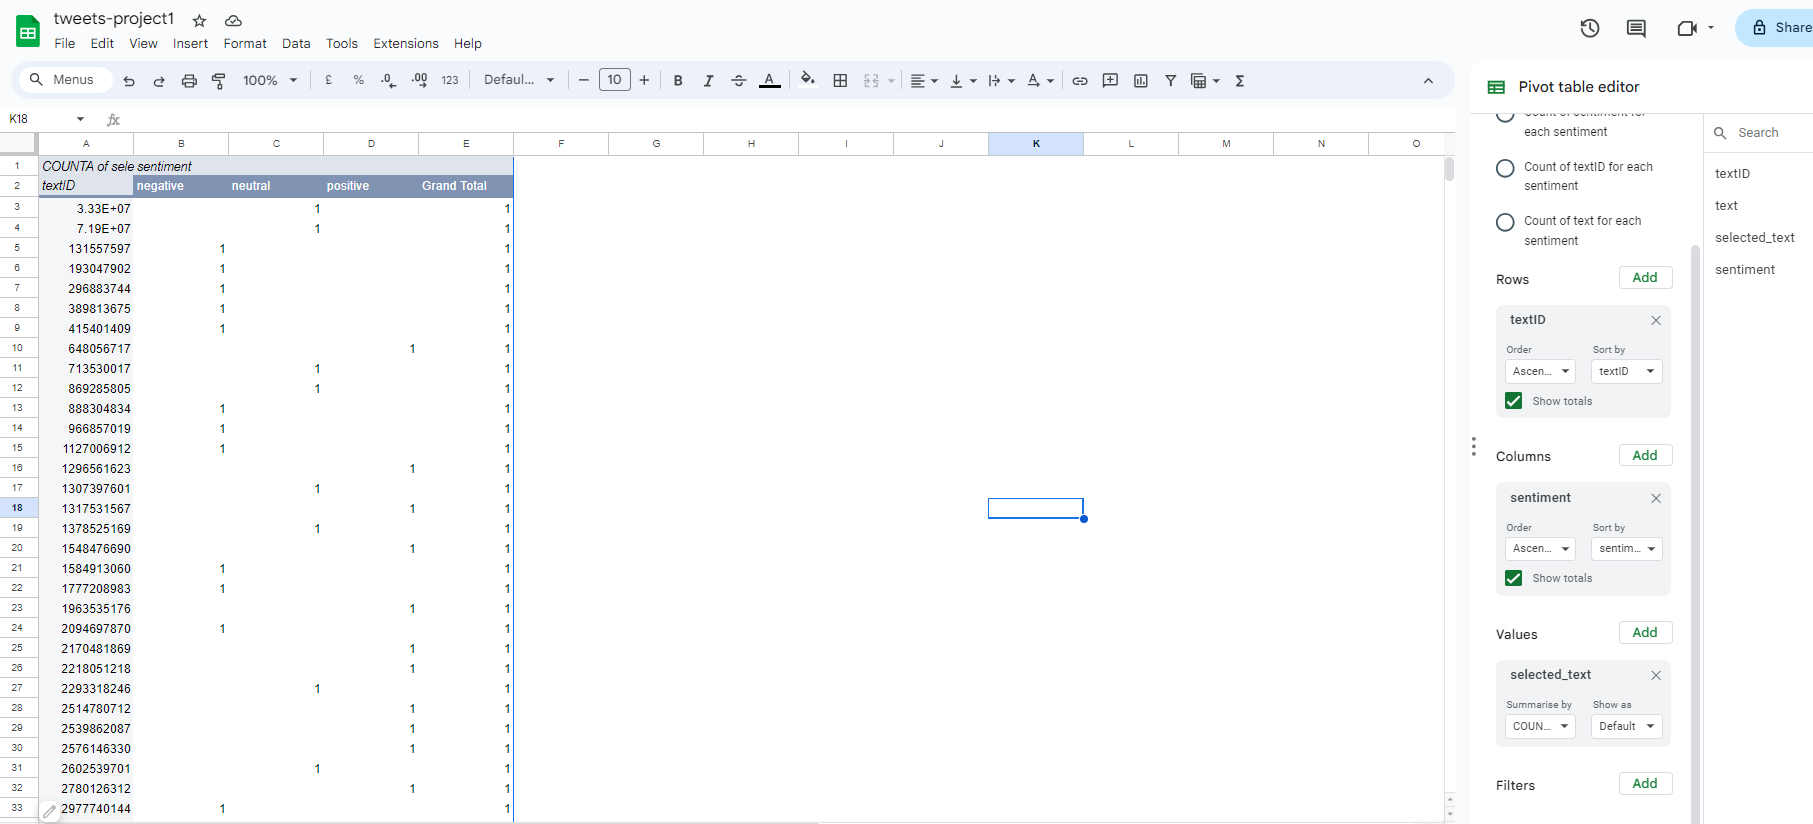 tweets-project1
File Edit View Insert Format Data Tools Extensions Help
Share
Menus 100% £ % .0 .00 123 Defaul... 10 B I A Σ
K18 fx
A B C D E F G H I J K L M N O
1 COUNTA of sele sentiment
2 textID negative neutral positive Grand Total
3 3.33E+07 1 1
4 7.19E+07 1 1
5 131557597 1 1
6 193047902 1 1
7 296883744 1 1
8 389813675 1 1
9 415401409 1 1
10 648056717 1 1
11 713530017 1 1
12 869285805 1 1
13 888304834 1 1
14 966857019 1 1
15 1127006912 1 1
16 1296561623 1 1
17 1307397601 1 1
18 1317531567 1 1
19 1378525169 1 1
20 1548476690 1 1
21 1584913060 1 1
22 1777208983 1 1
23 1963535176 1 1
24 2094697870 1 1
25 2170481869 1 1
26 2218051218 1 1
27 2293318246 1 1
28 2514780712 1 1
29 2539862087 1 1
30 2576146330 1 1
31 2602539701 1 1
32 2780126312 1 1
33 2977740144 1 1
Pivot table editor
Count of sentiment for
each sentiment
Count of textID for each
sentiment
Count of text for each
sentiment
Rows Add
textID
Order Sort by
Ascen... textID
Show totals
Columns Add
sentiment
Order Sort by
Ascen... sentim...
Show totals
Values Add
selected_text
Summarise by Show as
COUN... Default
Filters Add
Search
textID
text
selected_text
sentiment